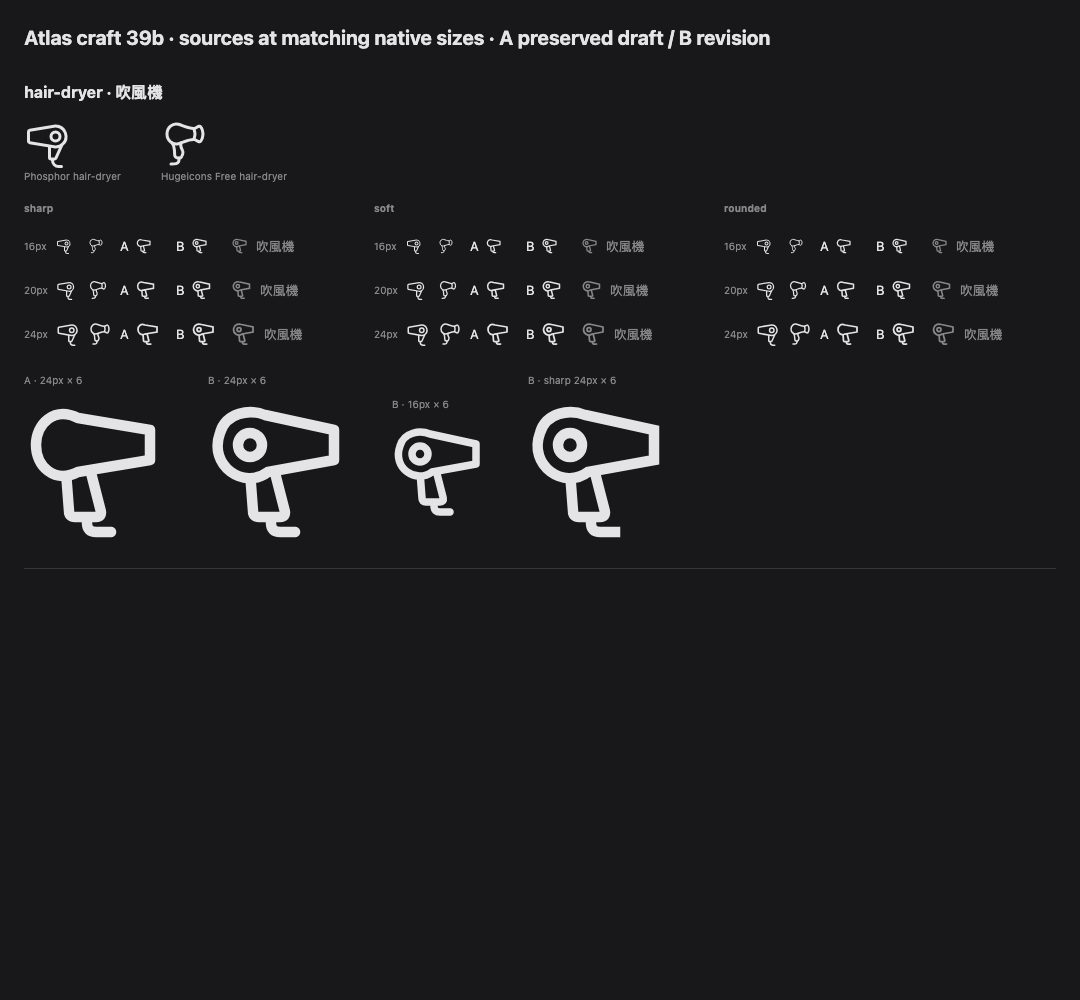 Atlas craft 39b · sources at matching native sizes · A preserved draft / B revision
hair-dryer · 吹風機
Phosphor hair-dryer
Hugeicons Free hair-dryer
sharp
soft
rounded
16px A B 吹風機
16px A B 吹風機
16px A B 吹風機
20px A B 吹風機
20px A B 吹風機
20px A B 吹風機
24px A B 吹風機
24px A B 吹風機
24px A B 吹風機
A · 24px × 6
B · 24px × 6
B · 16px × 6
B · sharp 24px × 6